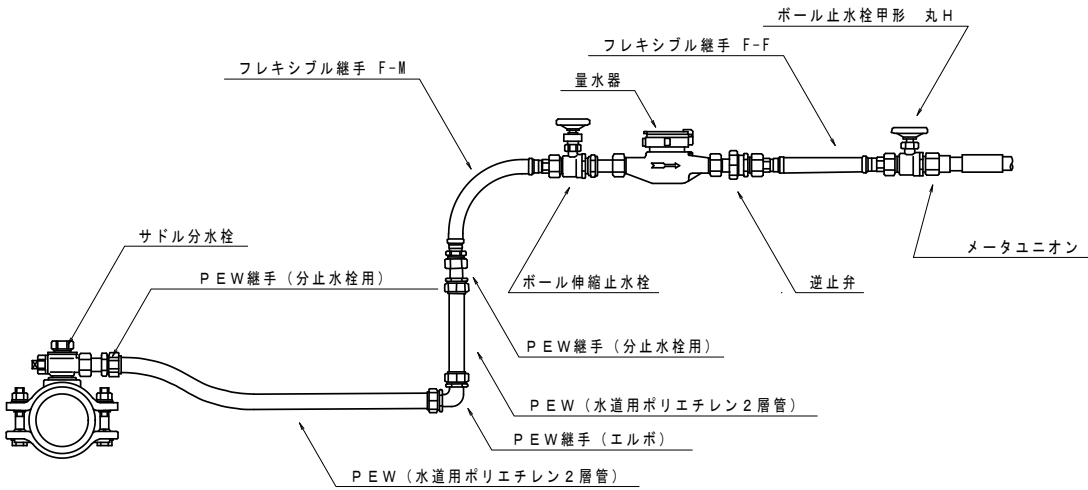 ボール止水栓甲形 丸H
フレキシブル継手 F-F
フレキシブル継手 F-M
量水器
サドル分水栓
メータユニオン
PEW継手(分止水栓用)
ボール伸縮止水栓
逆止弁
PEW継手(分止水栓用)
PEW(水道用ポリエチレン2層管)
PEW継手(エルボ)
PEW(水道用ポリエチレン2層管)